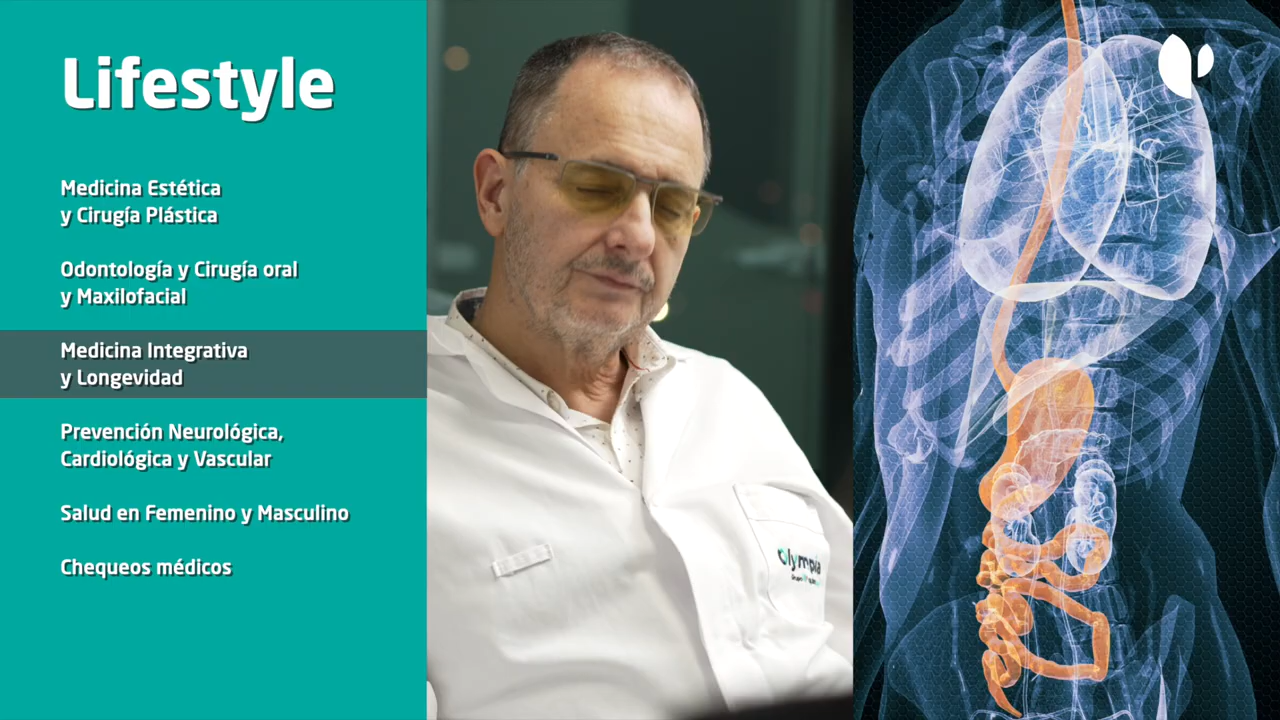 Lifestyle
Medicina Estética
y Cirugía Plástica
Odontología y Cirugía oral
y Maxilofacial
Medicina Integrativa
y Longevidad
Prevención Neurológica,
Cardiológica y Vascular
Salud en Femenino y Masculino
Chequeos médicos
Olympia